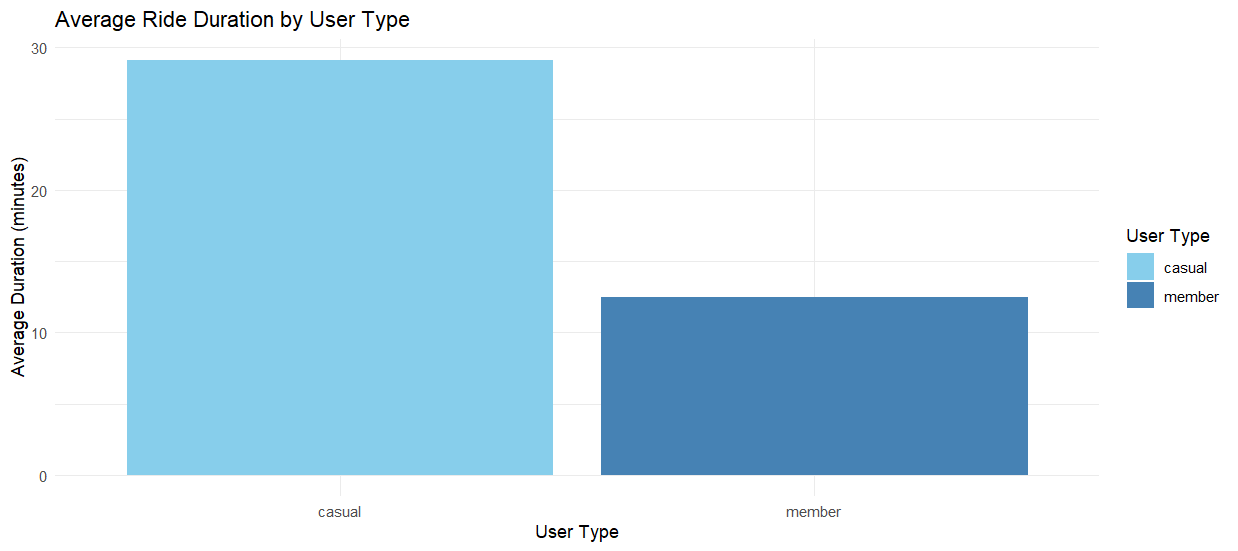 Average Ride Duration by User Type
Average Duration (minutes)
30
20
10
0
casual
member
User Type
User Type
casual
member